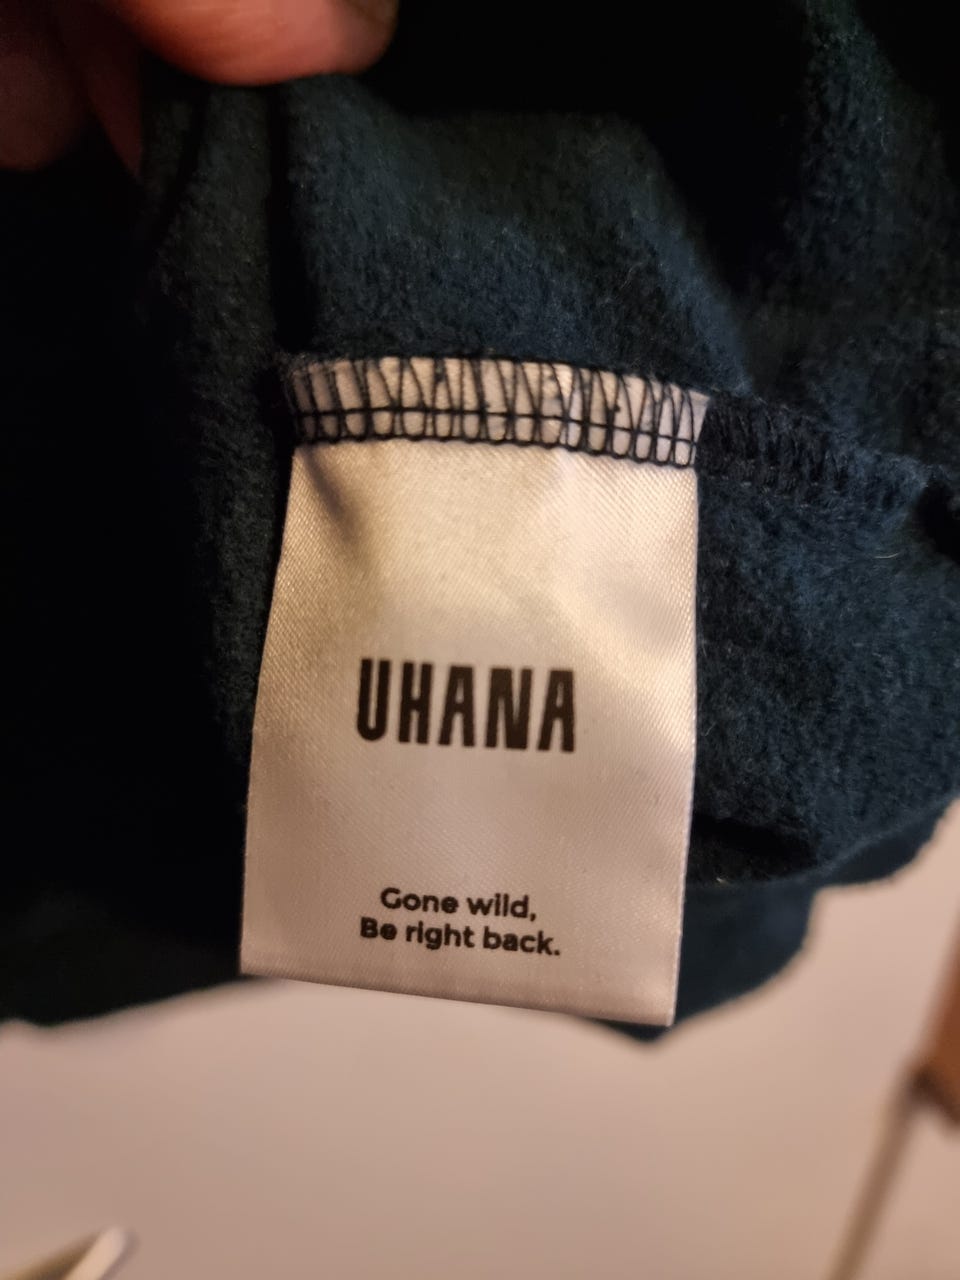 UHANA
Gone wild,
Be right back.